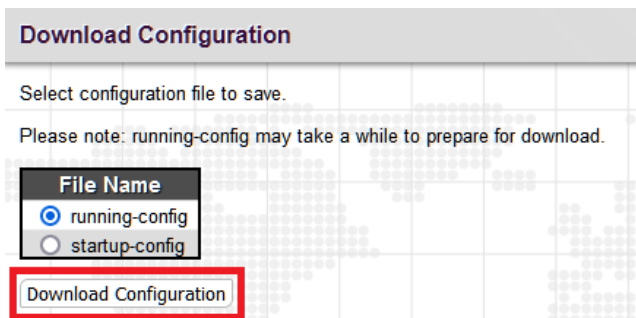 Download Configuration
Select configuration file to save.
Please note: running-config may take a while to prepare for download.
File Name
running-config
startup-config
Download Configuration